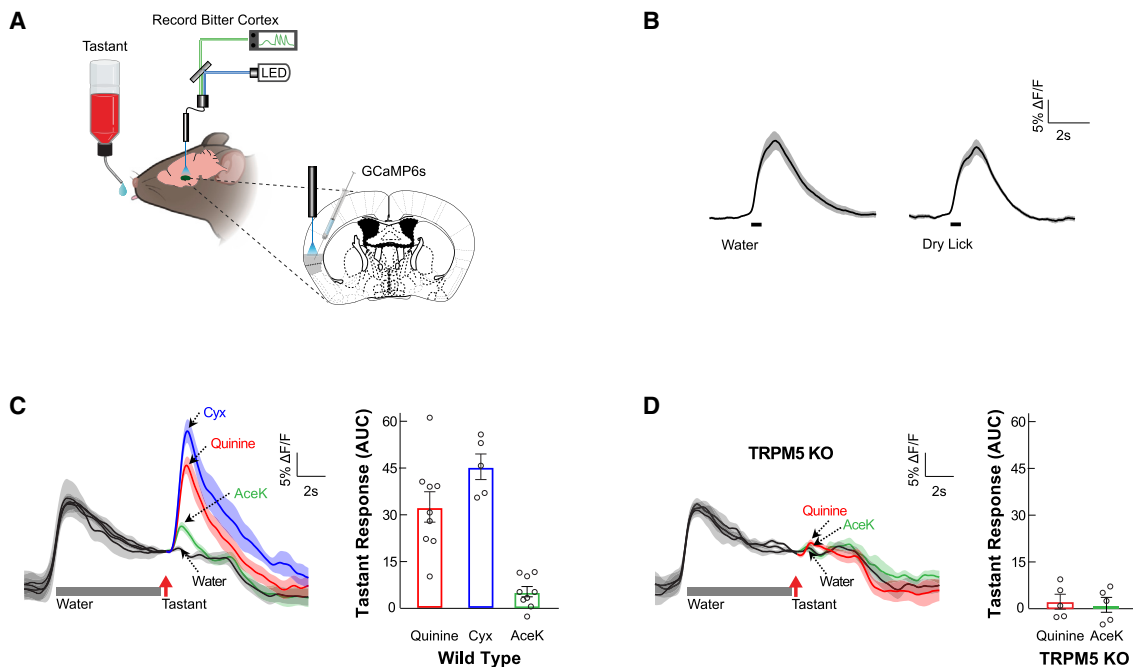 A
Record Bitter Cortex
Tastant
LED
GCaMP6s
B
5% ΔF/F
2s
Water
Dry Lick
C
Cyx
Quinine
AceK
Water
5% ΔF/F
2s
Water
Tastant
Tastant Response (AUC)
60
45
30
15
0
Quinine Cyx AceK
Wild Type
D
TRPM5 KO
5% ΔF/F
2s
Quinine
AceK
Water
Water
Tastant
Tastant Response (AUC)
60
45
30
15
0
Quinine AceK
TRPM5 KO